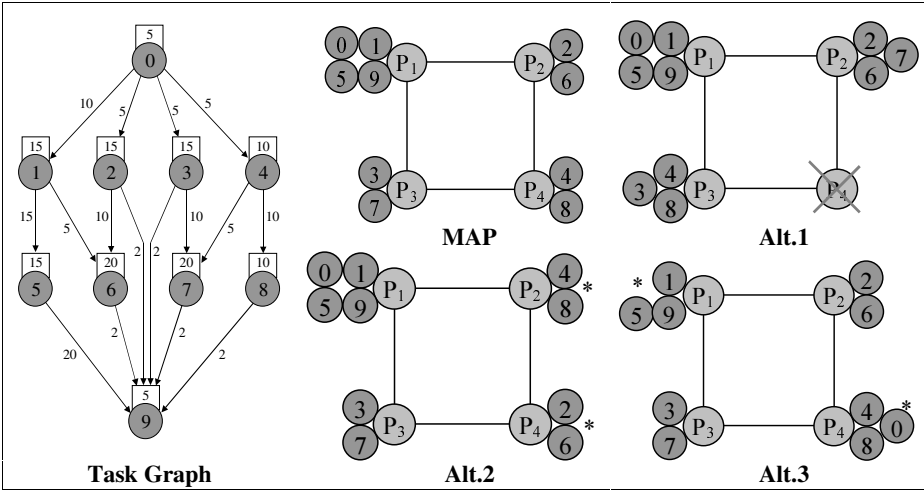 5
0
10 5 5 5
15 15 15 10
1 2 3 4
15 5 10 2 2 10 5 10
15 20 20 10
5 6 7 8
20 2 2 2
5
9
Task Graph
0 1 2
P1 P2
5 9 6
3 4
P3 P4
7 8
MAP
0 1 2 7
P1 P2
5 9 6
4
3 P3 P4
8
Alt.1
0 1 4
P1 P2 *
5 9 8
3 2
P3 P4 *
7 6
Alt.2
* 1 2
P1 P2
5 9 6
3 4 *
P3 P4 0
7 8
Alt.3